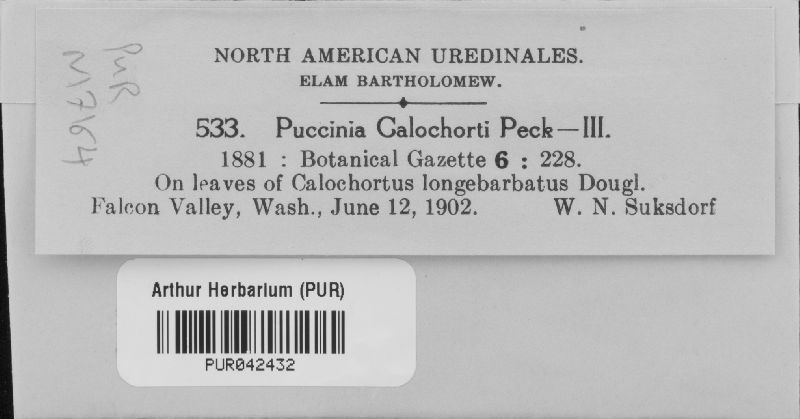 PUR
N7164
NORTH AMERICAN UREDINALES.
ELAM BARTHOLOMEW.
533. Puccinia Calochorti Peck—III.
1881 : Botanical Gazette 6 : 228.
On leaves of Calochortus longebarbatus Dougl.
Falcon Valley, Wash., June 12, 1902. W. N. Suksdorf
Arthur Herbarium (PUR)
PUR042432